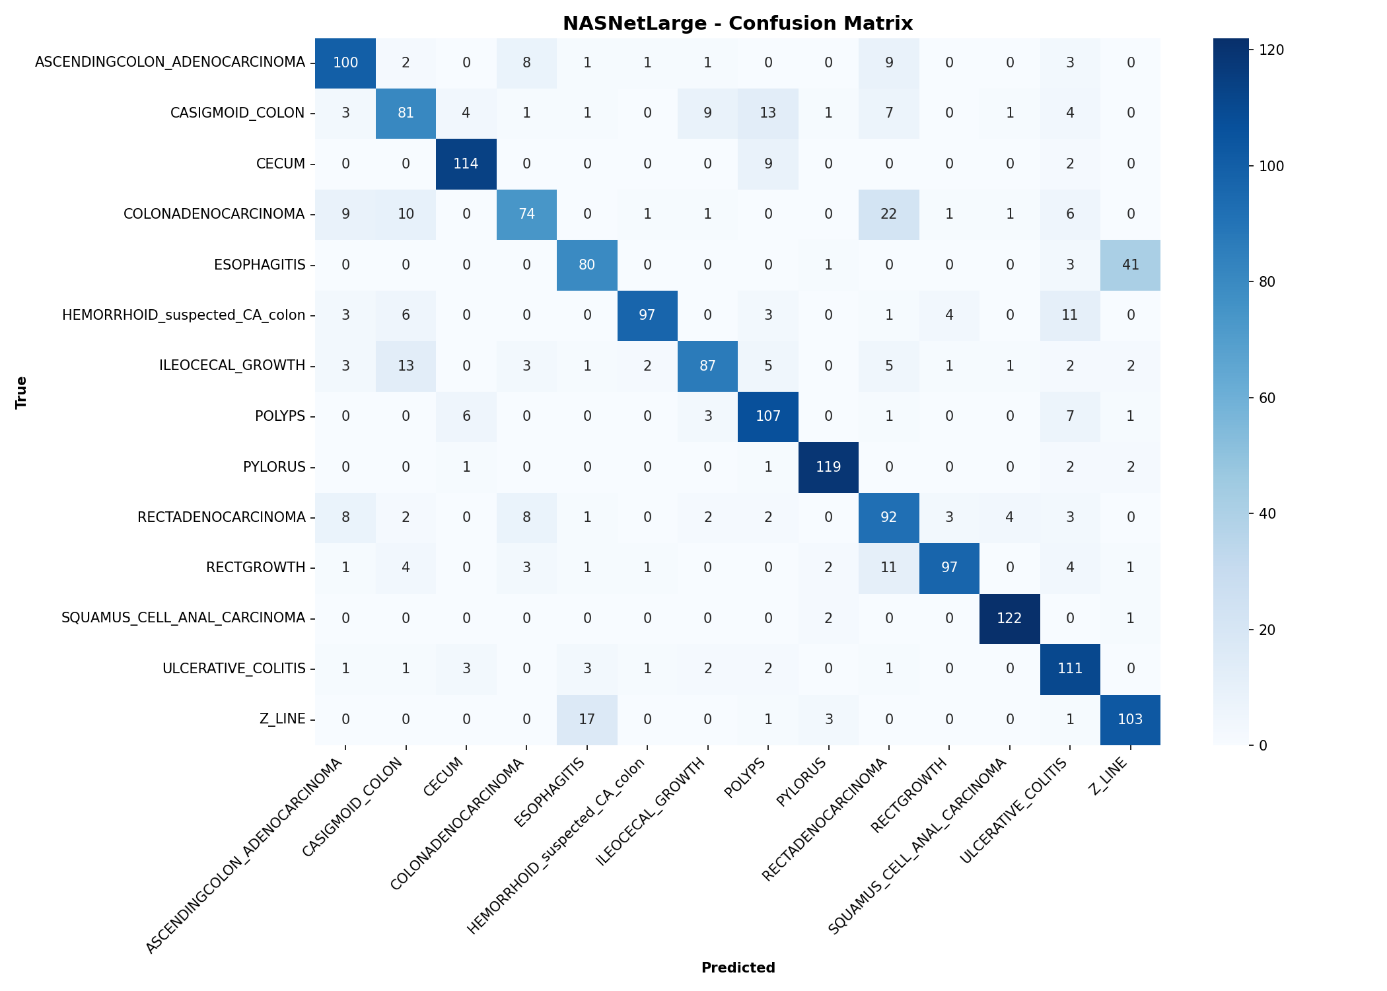 NASNetLarge - Confusion Matrix
ASCENDINGCOLON_ADENOCARCINOMA 100 2 0 8 1 1 1 0 0 9 0 0 3 0
CASIGMOID_COLON 3 81 4 1 1 0 9 13 1 7 0 1 4 0
CECUM 0 0 114 0 0 0 0 9 0 0 0 0 2 0
COLONADENOCARCINOMA 9 10 0 74 0 1 1 0 0 22 1 1 6 0
ESOPHAGITIS 0 0 0 0 80 0 0 0 1 0 0 0 3 41
HEMORRHOID_suspected_CA_colon 3 6 0 0 0 97 0 3 0 1 4 0 11 0
ILEOCECAL_GROWTH 3 13 0 3 1 2 87 5 0 5 1 1 2 2
POLYPS 0 0 6 0 0 0 3 107 0 1 0 0 7 1
PYLORUS 0 0 1 0 0 0 0 1 119 0 0 0 2 2
RECTADENOCARCINOMA 8 2 0 8 1 0 2 2 0 92 3 4 3 0
RECTGROWTH 1 4 0 3 1 1 0 0 2 11 97 0 4 1
SQUAMUS_CELL_ANAL_CARCINOMA 0 0 0 0 0 0 0 0 2 0 0 122 0 1
ULCERATIVE_COLITIS 1 1 3 0 3 1 2 2 0 1 0 0 111 0
Z_LINE 0 0 0 0 17 0 0 1 3 0 0 0 1 103
True
ASCENDINGCOLON_ADENOCARCINOMA
CASIGMOID_COLON
CECUM
COLONADENOCARCINOMA
ESOPHAGITIS
HEMORRHOID_suspected_CA_colon
ILEOCECAL_GROWTH
POLYPS
PYLORUS
RECTADENOCARCINOMA
RECTGROWTH
SQUAMUS_CELL_ANAL_CARCINOMA
ULCERATIVE_COLITIS
Z_LINE
Predicted
120
100
80
60
40
20
0